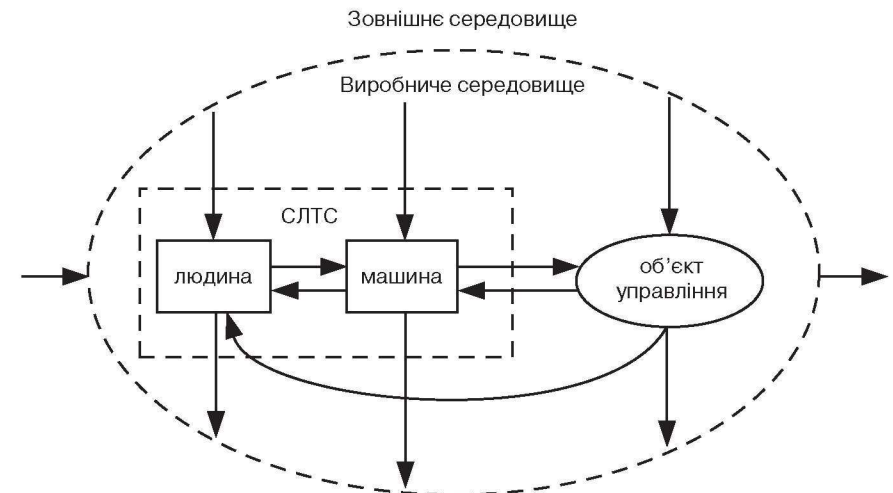 Зовнішнє середовище
Виробниче середовище
СЛТС
людина
машина
об’єкт
управління